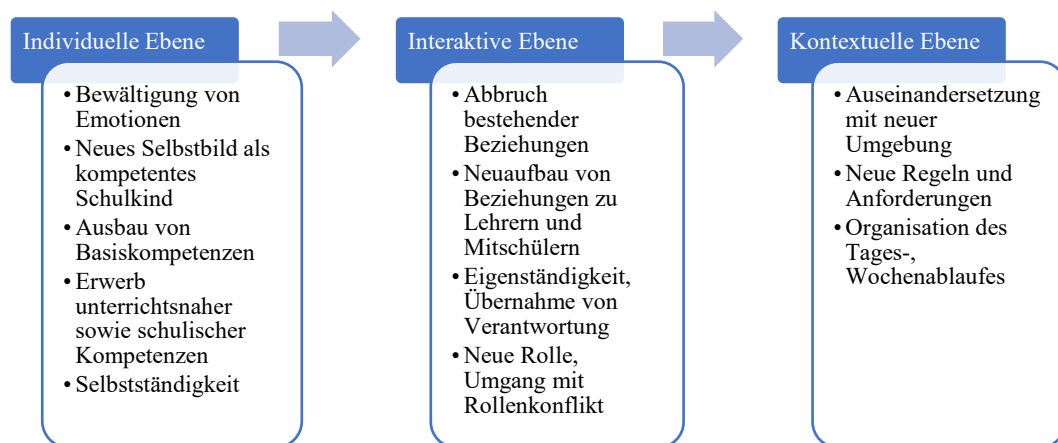 Individuelle Ebene
• Bewältigung von
Emotionen
• Neues Selbstbild als
kompetentes
Schulkind
• Ausbau von
Basiskompetenzen
• Erwerb
unterrichtsnaher
sowie schulischer
Kompetenzen
• Selbstständigkeit
Interaktive Ebene
• Abbruch
bestehender
Beziehungen
• Neuaufbau von
Beziehungen zu
Lehrern und
Mitschülern
• Eigenständigkeit,
Übernahme von
Verantwortung
• Neue Rolle,
Umgang mit
Rollenkonflikt
Kontextuelle Ebene
• Auseinandersetzung
mit neuer
Umgebung
• Neue Regeln und
Anforderungen
• Organisation des
Tages-,
Wochenablaufes